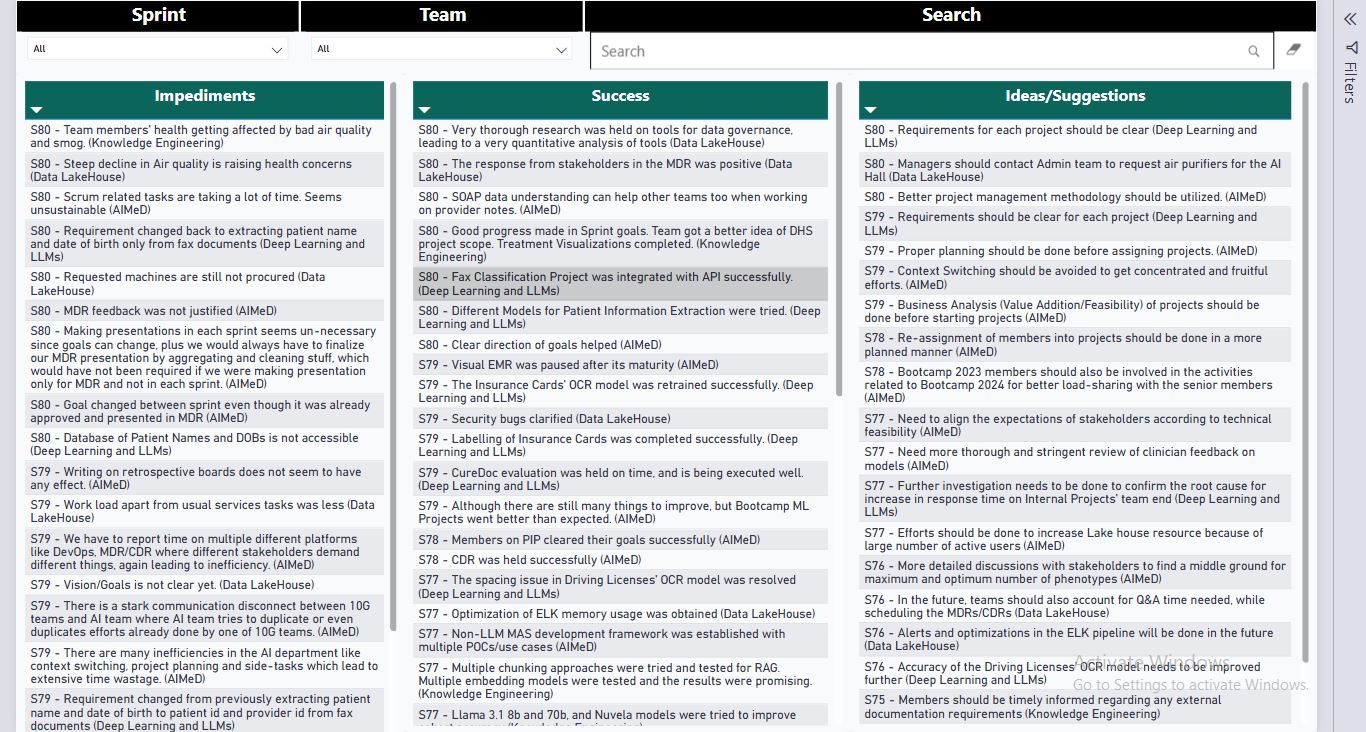 Sprint
Team
Search
All
All
Search
Filters
Impediments
S80 - Team members' health getting affected by bad air quality
and smog. (Knowledge Engineering)
S80 - Steep decline in Air quality is raising health concerns
(Data LakeHouse)
S80 - Scrum related tasks are taking a lot of time. Seems
unsustainable (AIMeD)
S80 - Requirement changed back to extracting patient name
and date of birth only from fax documents (Deep Learning and
LLMs)
S80 - Requested machines are still not procured (Data
LakeHouse)
S80 - MDR feedback was not justified (AIMeD)
S80 - Making presentations in each sprint seems un-necessary
since goals can change, plus we would always have to finalize
our MDR presentation by aggregating and cleaning stuff, which
would have not been required if we were making presentation
only for MDR and not in each sprint. (AIMeD)
S80 - Goal changed between sprint even though it was already
approved and presented in MDR (AIMeD)
S80 - Database of Patient Names and DOBs is not accessible
(Deep Learning and LLMs)
S79 - Writing on retrospective boards does not seem to have
any effect. (AIMeD)
S79 - Work load apart from usual services tasks was less (Data
LakeHouse)
S79 - We have to report time on multiple different platforms
like DevOps, MDR/CDR where different stakeholders demand
different things, again leading to inefficiency. (AIMeD)
S79 - Vision/Goals is not clear yet. (Data LakeHouse)
S79 - There is a stark communication disconnect between 10G
teams and AI team where AI team tries to duplicate or even
duplicates efforts already done by one of 10G teams. (AIMeD)
S79 - There are many inefficiencies in the AI department like
context switching, project planning and side-tasks which lead to
extensive time wastage. (AIMeD)
S79 - Requirement changed from previously extracting patient
name and date of birth to patient id and provider id from fax
documents (Deep Learning and LLMs)
Success
S80 - Very thorough research was held on tools for data governance,
leading to a very quantitative analysis of tools (Data LakeHouse)
S80 - The response from stakeholders in the MDR was positive (Data
LakeHouse)
S80 - SOAP data understanding can help other teams too when working
on provider notes. (AIMeD)
S80 - Good progress made in Sprint goals. Team got a better idea of DHS
project scope. Treatment Visualizations completed. (Knowledge
Engineering)
S80 - Fax Classification Project was integrated with API successfully.
(Deep Learning and LLMs)
S80 - Different Models for Patient Information Extraction were tried. (Deep
Learning and LLMs)
S80 - Clear direction of goals helped (AIMeD)
S79 - Visual EMR was paused after its maturity (AIMeD)
S79 - The Insurance Cards' OCR model was retrained successfully. (Deep
Learning and LLMs)
S79 - Security bugs clarified (Data LakeHouse)
S79 - Labelling of Insurance Cards was completed successfully. (Deep
Learning and LLMs)
S79 - CureDoc evaluation was held on time, and is being executed well.
(Deep Learning and LLMs)
S79 - Although there are still many things to improve, but Bootcamp ML
Projects went better than expected. (AIMeD)
S78 - Members on PIP cleared their goals successfully (AIMeD)
S78 - CDR was held successfully (AIMeD)
S77 - The spacing issue in Driving Licenses' OCR model was resolved
(Deep Learning and LLMs)
S77 - Optimization of ELK memory usage was obtained (Data LakeHouse)
S77 - Non-LLM MAS development framework was established with
multiple POCs/use cases (AIMeD)
S77 - Multiple chunking approaches were tried and tested for RAG.
Multiple embedding models were tested and the results were promising.
(Knowledge Engineering)
S77 - Llama 3.1 8b and 70b, and Nuvela models were tried to improve
Ideas/Suggestions
S80 - Requirements for each project should be clear (Deep Learning and
LLMs)
S80 - Managers should contact Admin team to request air purifiers for the AI
Hall (Data LakeHouse)
S80 - Better project management methodology should be utilized. (AIMeD)
S79 - Requirements should be clear for each project (Deep Learning and
LLMs)
S79 - Proper planning should be done before assigning projects. (AIMeD)
S79 - Context Switching should be avoided to get concentrated and fruitful
efforts. (AIMeD)
S79 - Business Analysis (Value Addition/Feasibility) of projects should be
done before starting projects (AIMeD)
S78 - Re-assignment of members into projects should be done in a more
planned manner (AIMeD)
S78 - Bootcamp 2023 members should also be involved in the activities
related to Bootcamp 2024 for better load-sharing with the senior members
(AIMeD)
S77 - Need to align the expectations of stakeholders according to technical
feasibility (AIMeD)
S77 - Need more thorough and stringent review of clinician feedback on
models (AIMeD)
S77 - Further investigation needs to be done to confirm the root cause for
increase in response time on Internal Projects' team end (Deep Learning and
LLMs)
S77 - Efforts should be done to increase Lake house resource because of
large number of active users (AIMeD)
S76 - More detailed discussions with stakeholders to find a middle ground for
maximum and optimum number of phenotypes (AIMeD)
S76 - In the future, teams should also account for Q&A time needed, while
scheduling the MDRs/CDRs (Data LakeHouse)
S76 - Alerts and optimizations in the ELK pipeline will be done in the future
(Data LakeHouse)
S76 - Accuracy of the Driving Licenses' OCR model needs to be improved
further (Deep Learning and LLMs)
S75 - Members should be timely informed regarding any external
documentation requirements (Knowledge Engineering)
Activate Windows
Go to Settings to activate Windows.